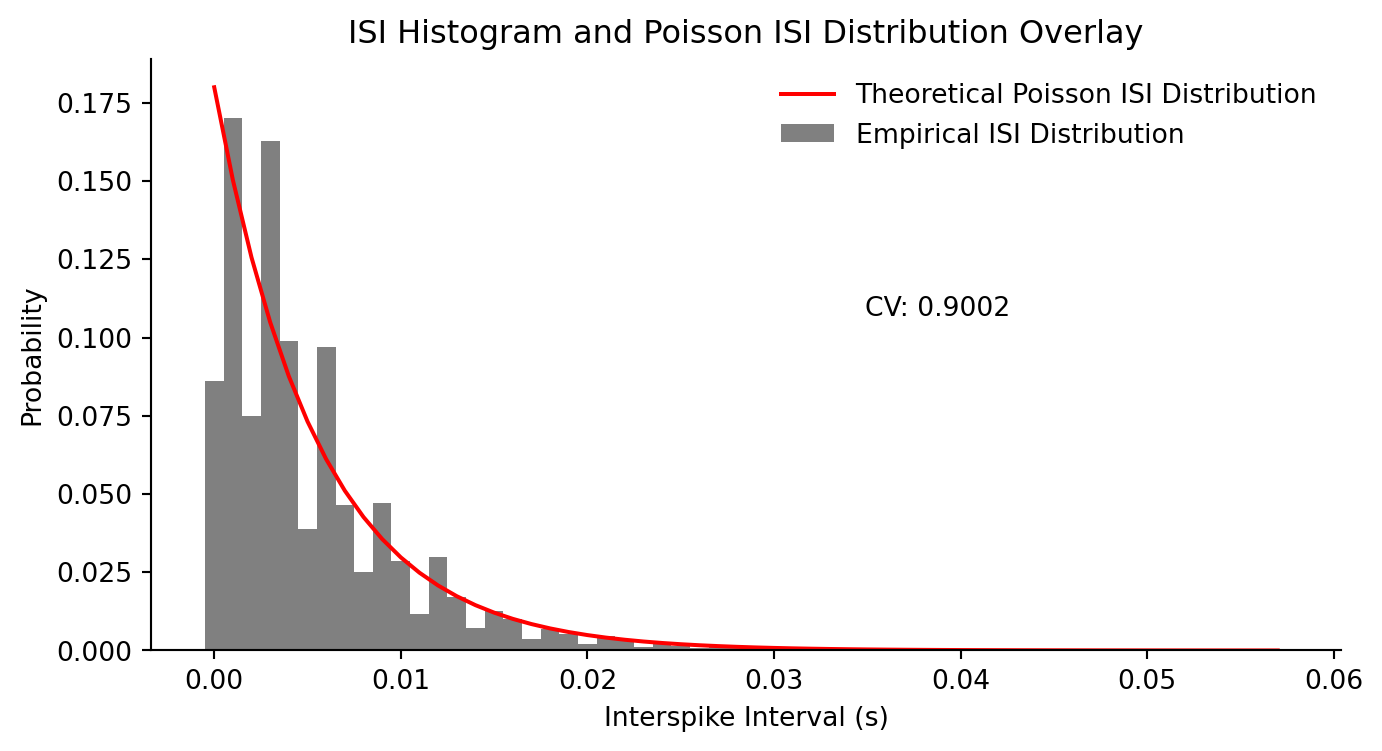 ISI Histogram and Poisson ISI Distribution Overlay
Theoretical Poisson ISI Distribution
Empirical ISI Distribution
CV: 0.9002
Probability
0.175
0.150
0.125
0.100
0.075
0.050
0.025
0.000
0.00 0.01 0.02 0.03 0.04 0.05 0.06
Interspike Interval (s)